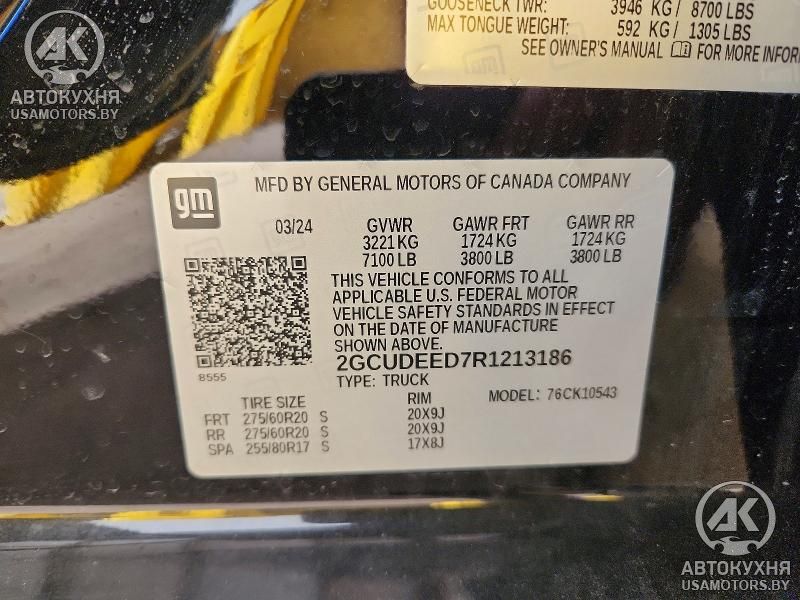 GOOSENECK TWR: 3946 KG / 8700 LBS
MAX TONGUE WEIGHT: 592 KG / 1305 LBS
SEE OWNER'S MANUAL FOR MORE INFOR
AK
АВТОКУХНЯ
USAMOTORS.BY
gm
MFD BY GENERAL MOTORS OF CANADA COMPANY
03/24 GVWR GAWR FRT GAWR RR
3221 KG 1724 KG 1724 KG
7100 LB 3800 LB 3800 LB
THIS VEHICLE CONFORMS TO ALL
APPLICABLE U.S. FEDERAL MOTOR
VEHICLE SAFETY STANDARDS IN EFFECT
ON THE DATE OF MANUFACTURE
SHOWN ABOVE.
8555
2GCUDEED7R1213186
TYPE: TRUCK
MODEL: 76CK10543
TIRE SIZE RIM
FRT 275/60R20 S 20X9J
RR 275/60R20 S 20X9J
SPA 255/80R17 S 17X8J
AK
АВТОКУХНЯ
USAMOTORS.BY